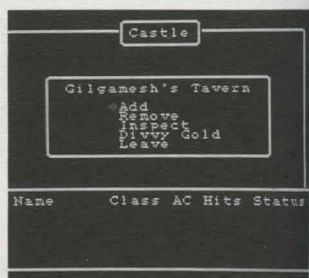 Castle
Gilgamesh's Tavern
Add
Remove
Inspect
Divvy Gold
Leave
Name Class AC Hits Status